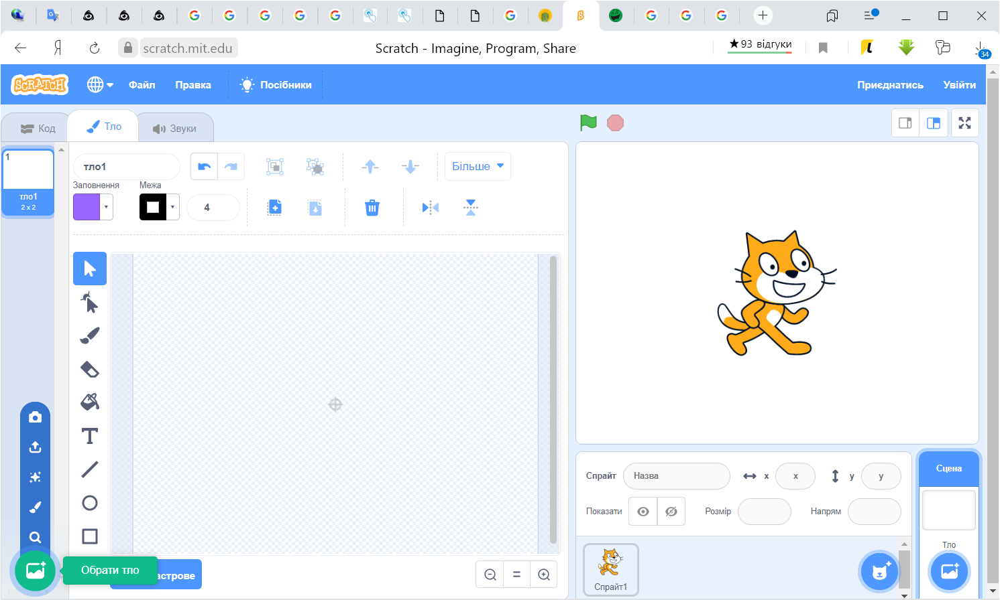 scratch.mit.edu
Scratch - Imagine, Program, Share
★93 відгуки
34
SCRATCH
Файл
Правка
Посібники
Приєднатись
Увійти
Код
Тло
Звуки
1
тло1
2 x 2
тло1
Більше
Заповнення
Межа
4
Обрати тло
астрове
Спрайт
Назва
x
x
y
y
Показати
Розмір
Напрям
Спрайт1
Сцена
Тло